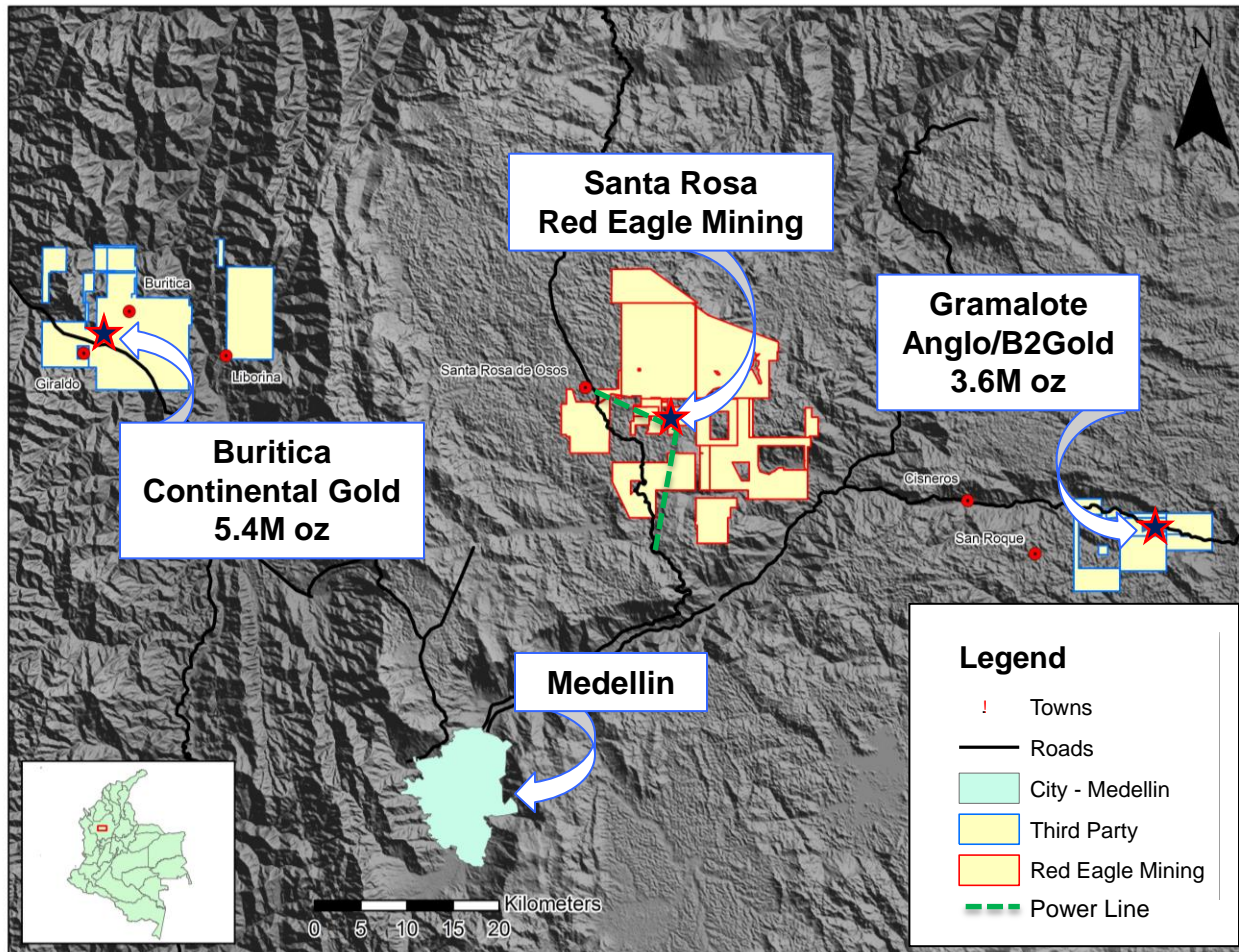 N
Santa Rosa
Red Eagle Mining
Gramalote
Anglo/B2Gold
3.6M oz
Buritica
Giraldo
Liborina
Santa Rosa de Osos
Buritica
Continental Gold
5.4M oz
Cisneros
San Roque
Medellin
Legend
! Towns
Roads
City - Medellin
Third Party
Red Eagle Mining
Power Line
Kilometers
0 5 10 15 20